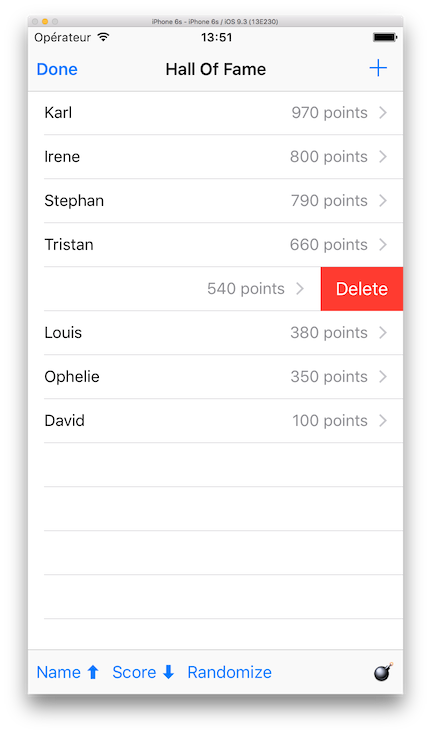 iPhone 6s - iPhone 6s / iOS 9.3 (13E230)
Opérateur 13:51
Done Hall Of Fame +
Karl 970 points
Irene 800 points
Stephan 790 points
Tristan 660 points
540 points Delete
Louis 380 points
Ophelie 350 points
David 100 points
Name Score Randomize